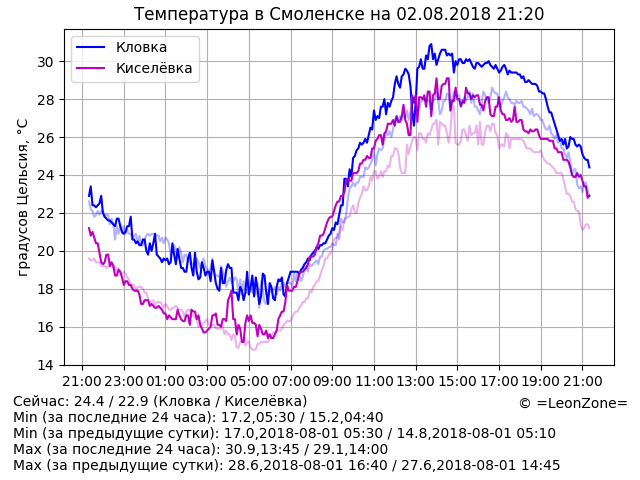 Температура в Смоленске на 02.08.2018 21:20
Кловка
Киселёвка
градусов Цельсия, °C
30
28
26
24
22
20
18
16
14
21:00 23:00 01:00 03:00 05:00 07:00 09:00 11:00 13:00 15:00 17:00 19:00 21:00
Сейчас: 24.4 / 22.9 (Кловка / Киселёвка)
© =LeonZone=
Min (за последние 24 часа): 17.2,05:30 / 15.2,04:40
Min (за предыдущие сутки): 17.0,2018-08-01 05:30 / 14.8,2018-08-01 05:10
Max (за последние 24 часа): 30.9,13:45 / 29.1,14:00
Max (за предыдущие сутки): 28.6,2018-08-01 16:40 / 27.6,2018-08-01 14:45